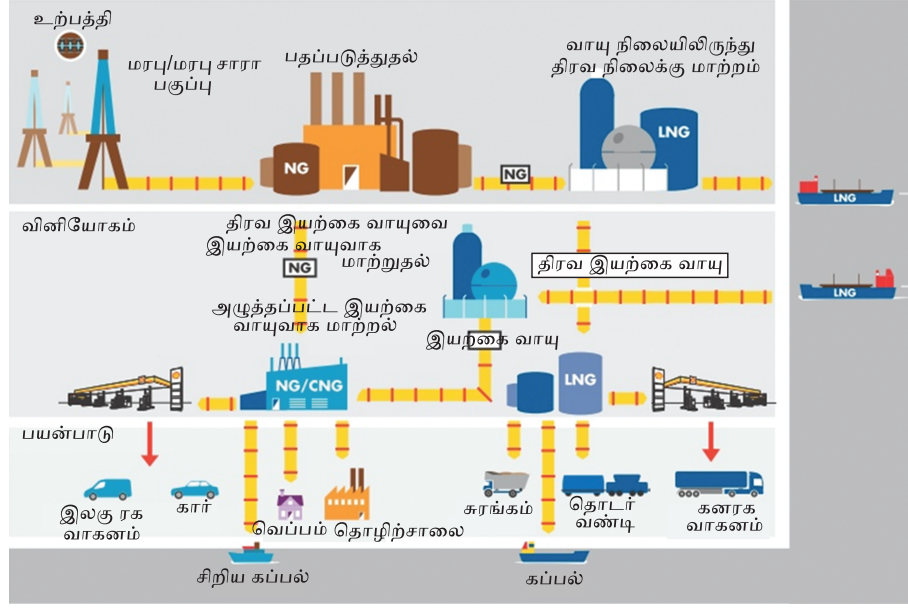 உற்பத்தி
மரபு/மரபு சாரா
பகுப்பு
பதப்படுத்துதல்
வாயு நிலையிலிருந்து
திரவ நிலைக்கு மாற்றம்
NG
NG
LNG
LNG
வினியோகம்
திரவ இயற்கை வாயுவை
இயற்கை வாயுவாக
மாற்றுதல்
NG
திரவ இயற்கை வாயு
LNG
அழுத்தப்பட்ட இயற்கை
வாயுவாக மாற்றல்
இயற்கை வாயு
NG/CNG
LNG
பயன்பாடு
இலகு ரக
வாகனம்
கார்
வெப்பம்
தொழிற்சாலை
சுரங்கம்
தொடர்
வண்டி
கனரக
வாகனம்
சிறிய கப்பல்
கப்பல்